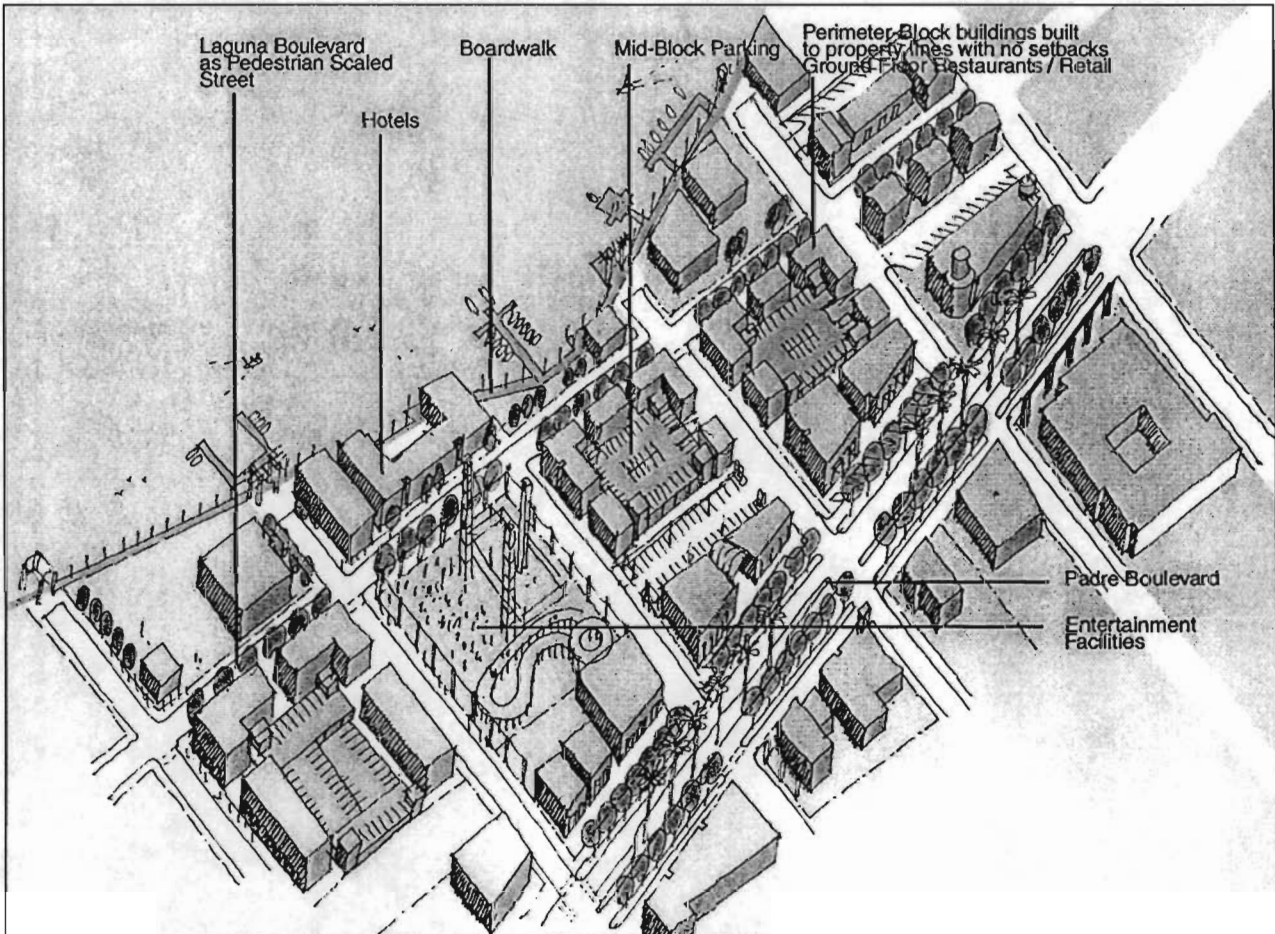 Laguna Boulevard
as Pedestrian Scaled
Street
Hotels
Boardwalk
Mid-Block Parking
Perimeter Block buildings built
to property lines with no setbacks
Ground Floor Restaurants / Retail
Padre Boulevard
Entertainment
Facilities